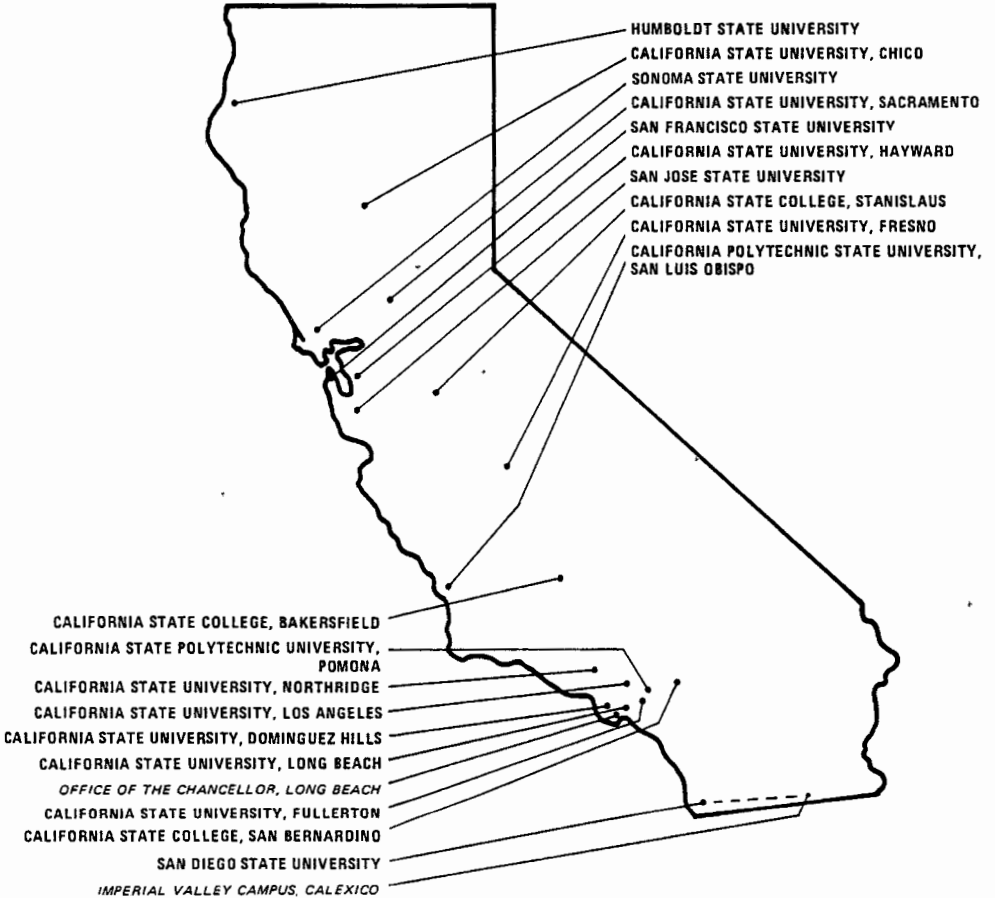 HUMBOLDT STATE UNIVERSITY
CALIFORNIA STATE UNIVERSITY, CHICO
SONOMA STATE UNIVERSITY
CALIFORNIA STATE UNIVERSITY, SACRAMENTO
SAN FRANCISCO STATE UNIVERSITY
CALIFORNIA STATE UNIVERSITY, HAYWARD
SAN JOSE STATE UNIVERSITY
CALIFORNIA STATE COLLEGE, STANISLAUS
CALIFORNIA STATE UNIVERSITY, FRESNO
CALIFORNIA POLYTECHNIC STATE UNIVERSITY,
SAN LUIS OBISPO
CALIFORNIA STATE COLLEGE, BAKERSFIELD
CALIFORNIA STATE POLYTECHNIC UNIVERSITY,
POMONA
CALIFORNIA STATE UNIVERSITY, NORTHRIDGE
CALIFORNIA STATE UNIVERSITY, LOS ANGELES
CALIFORNIA STATE UNIVERSITY, DOMINGUEZ HILLS
CALIFORNIA STATE UNIVERSITY, LONG BEACH
OFFICE OF THE CHANCELLOR, LONG BEACH
CALIFORNIA STATE UNIVERSITY, FULLERTON
CALIFORNIA STATE COLLEGE, SAN BERNARDINO
SAN DIEGO STATE UNIVERSITY
IMPERIAL VALLEY CAMPUS, CALEXICO